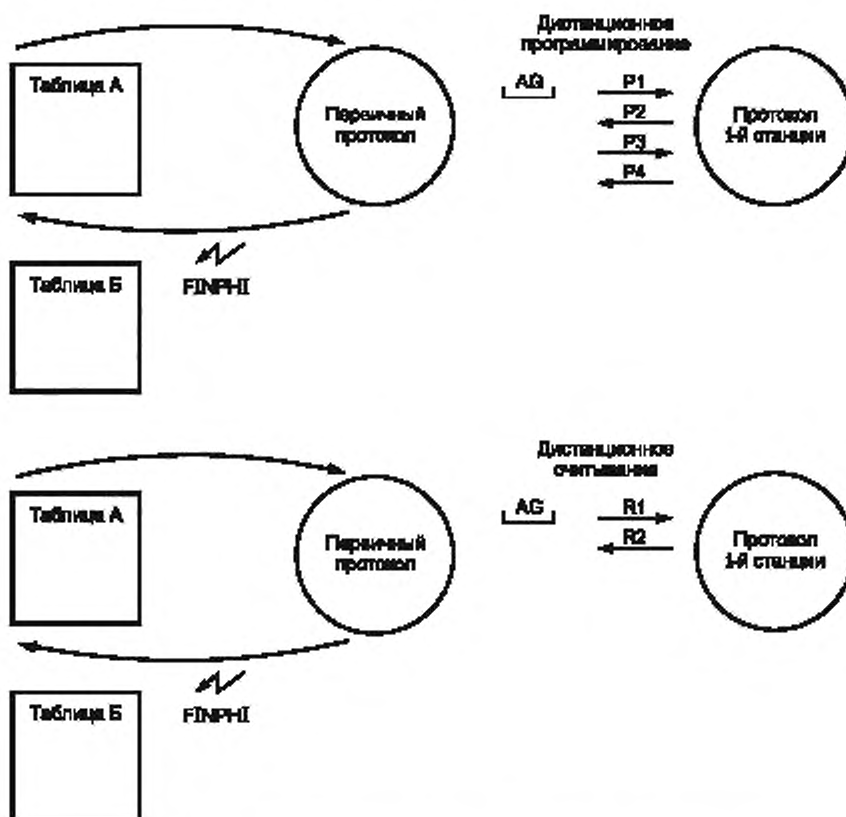 Дистанционное
программирование
Таблица А
AG
P1
P2
P3
P4
Первичный
протокол
Протокол
1-й станции
Таблица Б
FINPHI
Дистанционное
считывание
Таблица А
AG
R1
R2
Первичный
протокол
Протокол
1-й станции
Таблица Б
FINPHI